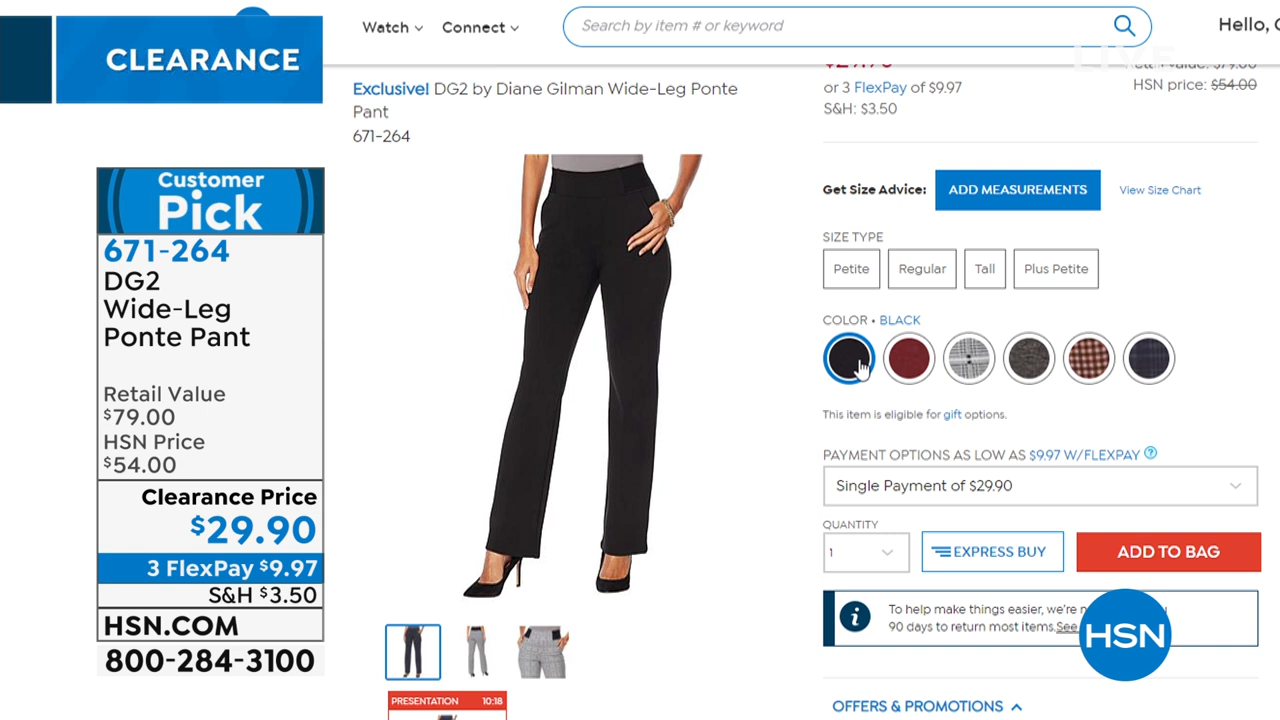 CLEARANCE
Watch
Connect
Search by item # or keyword
Hello,
LIVE
Exclusive! DG2 by Diane Gilman Wide-Leg Ponte
Pant
671-264
Retail value: $79.00
HSN price: $54.00
or 3 FlexPay of $9.97
S&H: $3.50
Customer
Pick
671-264
DG2
Wide-Leg
Ponte Pant
Retail Value
$79.00
HSN Price
$54.00
Clearance Price
$29.90
3 FlexPay $9.97
S&H $3.50
HSN.COM
800-284-3100
Get Size Advice:
ADD MEASUREMENTS
View Size Chart
SIZE TYPE
Petite
Regular
Tall
Plus Petite
COLOR • BLACK
This item is eligible for gift options.
PAYMENT OPTIONS AS LOW AS $9.97 W/FLEXPAY ?
Single Payment of $29.90
QUANTITY
1
EXPRESS BUY
ADD TO BAG
i
To help make things easier, we're
90 days to return most items. See
HSN
PRESENTATION 10:18
OFFERS & PROMOTIONS